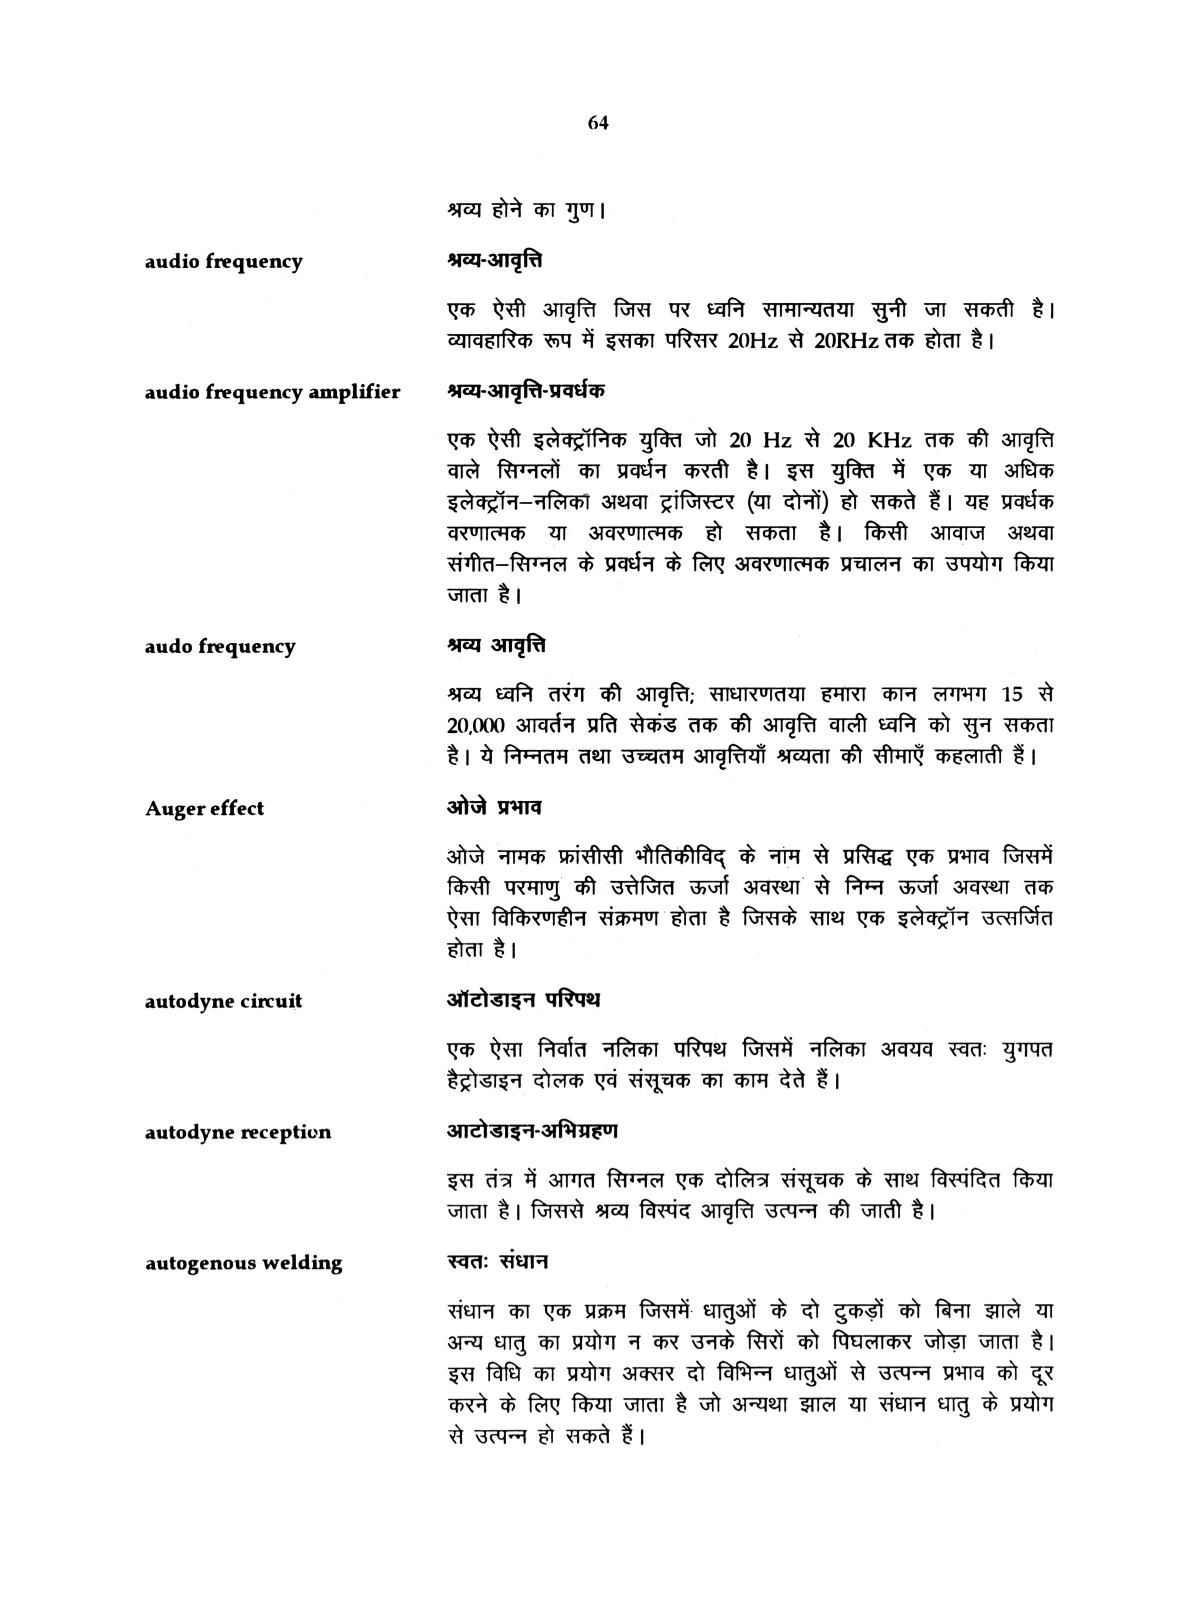 64
श्रव्य होने का गुण।
audio frequency श्रव्य-आवृत्ति
एक ऐसी आवृत्ति जिस पर ध्वनि सामान्यतया सुनी जा सकती है।
व्यावहारिक रूप में इसका परिसर 20Hz से 20RHz तक होता है।
audio frequency amplifier श्रव्य-आवृत्ति-प्रवर्धक
एक ऐसी इलेक्ट्रॉनिक युक्ति जो 20 Hz से 20 KHz तक की आवृत्ति
वाले सिग्नलों का प्रवर्धन करती है। इस युक्ति में एक या अधिक
इलेक्ट्रॉन–नलिका अथवा ट्रांजिस्टर (या दोनों) हो सकते हैं। यह प्रवर्धक
वरणात्मक या अवरणात्मक हो सकता है। किसी आवाज अथवा
संगीत–सिग्नल के प्रवर्धन के लिए अवरणात्मक प्रचालन का उपयोग किया
जाता है।
audo frequency श्रव्य आवृत्ति
श्रव्य ध्वनि तरंग की आवृत्ति; साधारणतया हमारा कान लगभग 15 से
20,000 आवर्तन प्रति सेकंड तक की आवृत्ति वाली ध्वनि को सुन सकता
है। ये निम्नतम तथा उच्चतम आवृत्तियाँ श्रव्यता की सीमाएँ कहलाती हैं।
Auger effect ओजे प्रभाव
ओजे नामक फ्रांसीसी भौतिकीविद् के नाम से प्रसिद्ध एक प्रभाव जिसमें
किसी परमाणु की उत्तेजित ऊर्जा अवस्था से निम्न ऊर्जा अवस्था तक
ऐसा विकिरणहीन संक्रमण होता है जिसके साथ एक इलेक्ट्रॉन उत्सर्जित
होता है।
autodyne circuit ऑटोडाइन परिपथ
एक ऐसा निर्वात नलिका परिपथ जिसमें नलिका अवयव स्वतः युगपत
हैट्रोडाइन दोलक एवं संसूचक का काम देते हैं।
autodyne reception आटोडाइन-अभिग्रहण
इस तंत्र में आगत सिग्नल एक दोलित्र संसूचक के साथ विस्पंदित किया
जाता है। जिससे श्रव्य विस्पंद आवृत्ति उत्पन्न की जाती है।
autogenous welding स्वतः संधान
संधान का एक प्रक्रम जिसमें धातुओं के दो टुकड़ों को बिना झाले या
अन्य धातु का प्रयोग न कर उनके सिरों को पिघलाकर जोड़ा जाता है।
इस विधि का प्रयोग अक्सर दो विभिन्न धातुओं से उत्पन्न प्रभाव को दूर
करने के लिए किया जाता है जो अन्यथा झाल या संधान धातु के प्रयोग
से उत्पन्न हो सकते हैं।